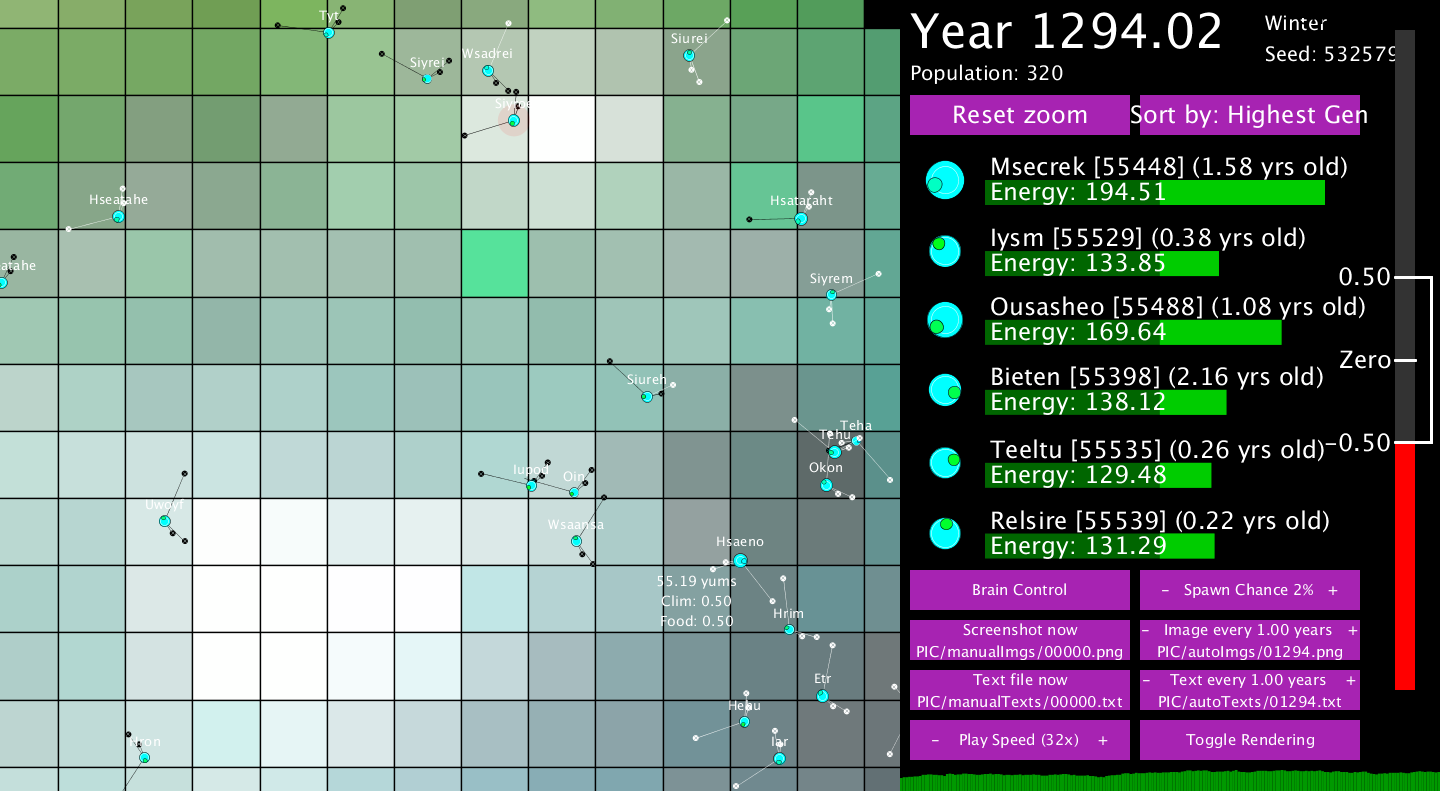 Tyt
Siyrei
Wsadrei
Siurei
Hseatahe
Hsataraht
atahe
Siyrem
Siureh
Teha
Tehu
Okon
Iupod
Oin
Uwoyf
Wsaansa
Hsaeno
55.19 yums
Clim: 0.50
Food: 0.50
Hrim
Etr
Hehu
Iar
Year 1294.02
Winter
Seed: 532579
Population: 320
Reset zoom
Sort by: Highest Gen
Msecrek [55448] (1.58 yrs old)
Energy: 194.51
Iysm [55529] (0.38 yrs old)
Energy: 133.85
Ousasheo [55488] (1.08 yrs old)
Energy: 169.64
Bieten [55398] (2.16 yrs old)
Energy: 138.12
Teeltu [55535] (0.26 yrs old)
Energy: 129.48
Relsire [55539] (0.22 yrs old)
Energy: 131.29
0.50
Zero
-0.50
Brain Control
- Spawn Chance 2% +
Screenshot now
PIC/manualImgs/00000.png
- Image every 1.00 years +
PIC/autoImgs/01294.png
Text file now
PIC/manualTexts/00000.txt
- Text every 1.00 years +
PIC/autoTexts/01294.txt
- Play Speed (32x) +
Toggle Rendering